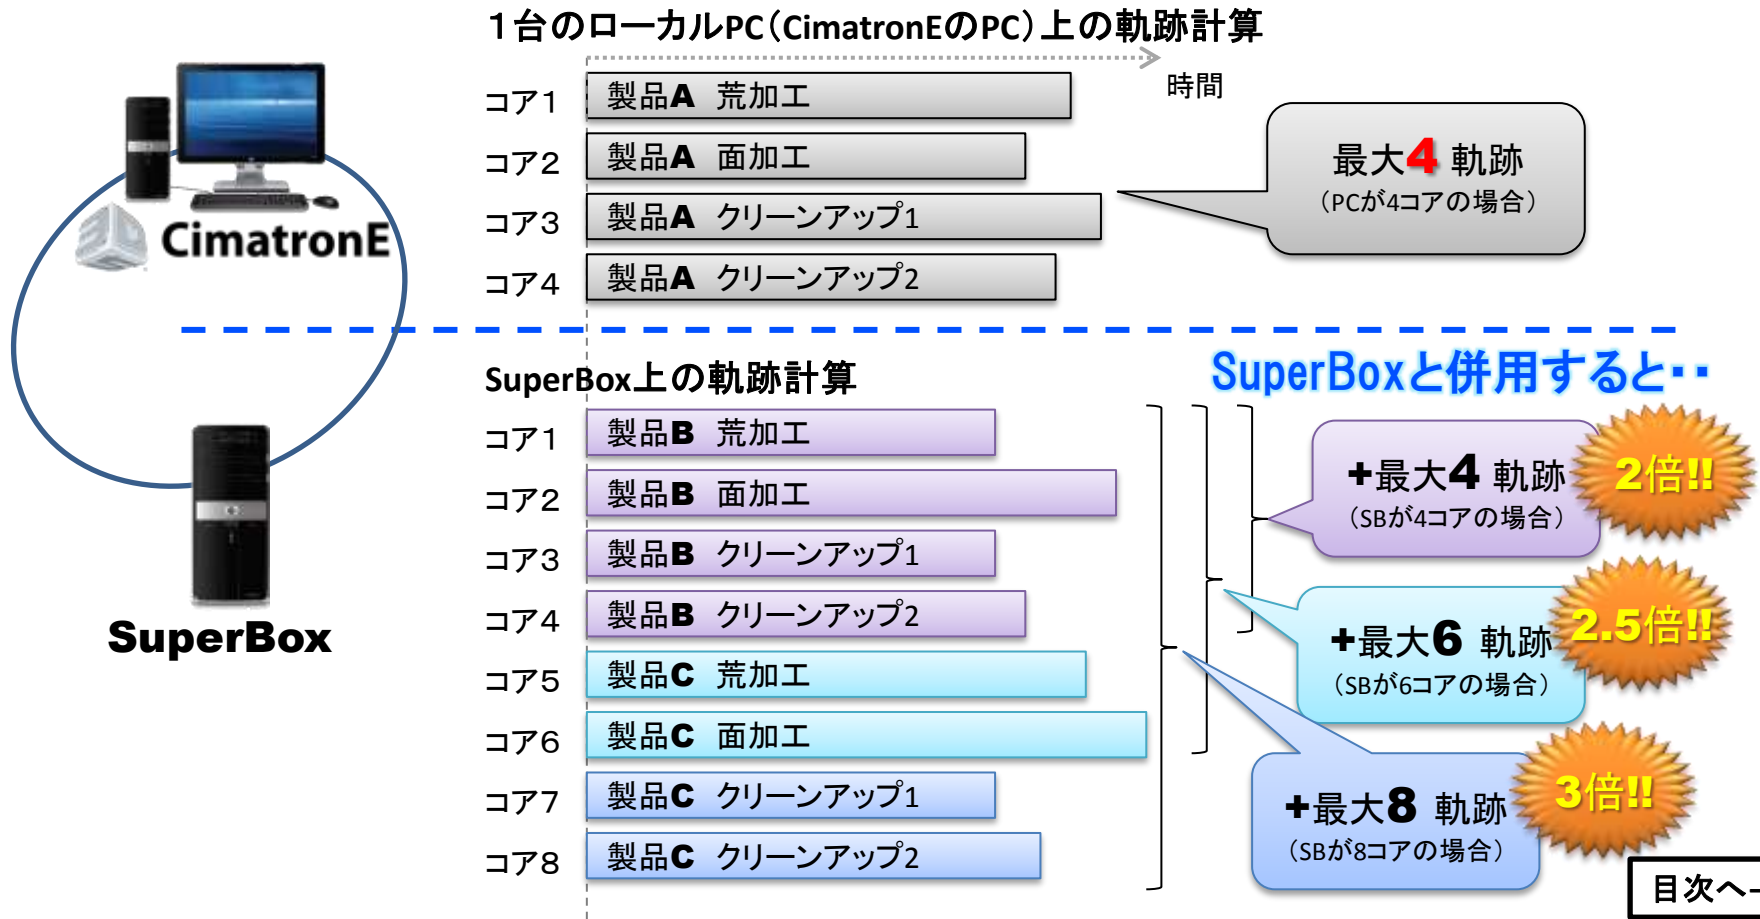 １台のローカルPC（CimatronEのPC）上の軌跡計算
時間
コア１ 製品A 荒加工
コア２ 製品A 面加工
コア３ 製品A クリーンアップ1
コア４ 製品A クリーンアップ2
最大4 軌跡
（PCが4コアの場合）
CimatronE
SuperBoxと併用すると・・
SuperBox上の軌跡計算
コア１ 製品B 荒加工
コア２ 製品B 面加工
コア３ 製品B クリーンアップ1
コア４ 製品B クリーンアップ2
コア５ 製品C 荒加工
コア６ 製品C 面加工
コア７ 製品C クリーンアップ1
コア８ 製品C クリーンアップ2
SuperBox
+最大4 軌跡
（SBが4コアの場合）
2倍!!
+最大6 軌跡
（SBが6コアの場合）
2.5倍!!
+最大8 軌跡
（SBが8コアの場合）
3倍!!
目次へ